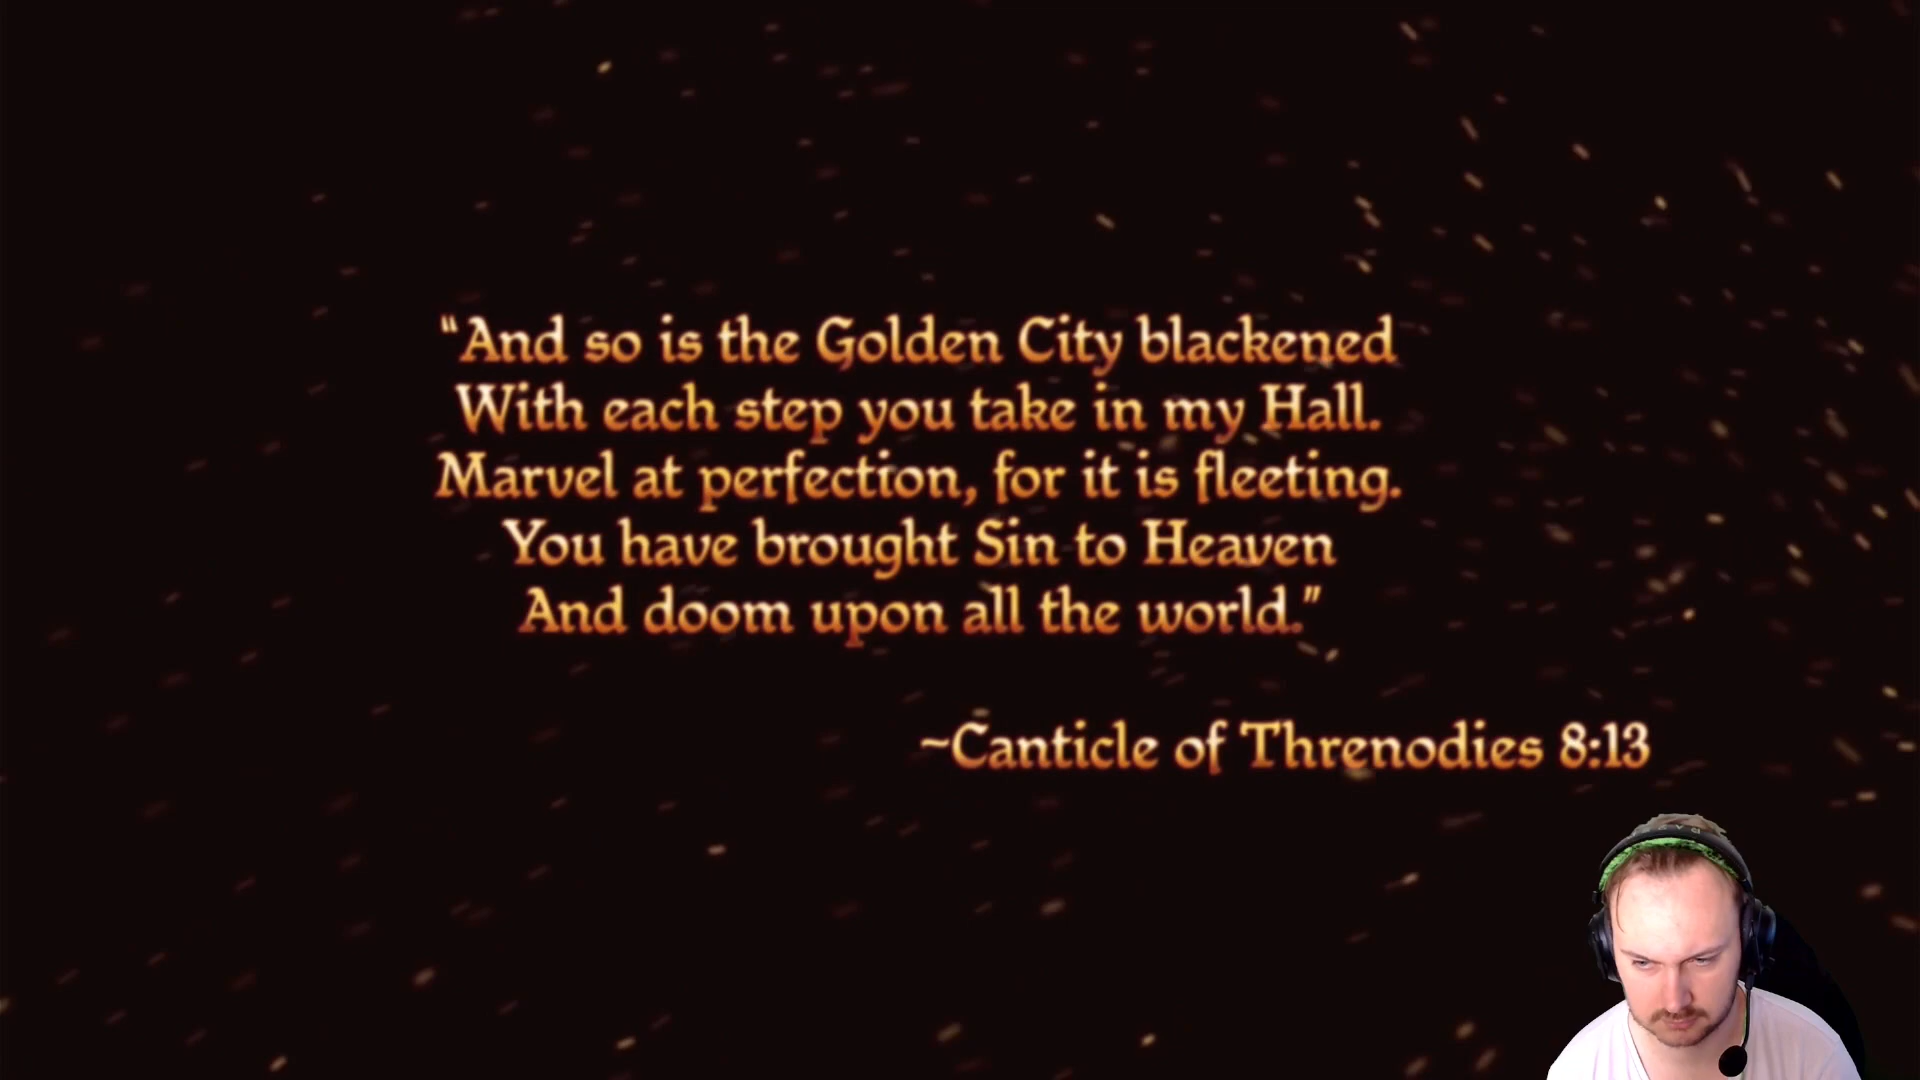 “And so is the Golden City blackened
With each step you take in my Hall.
Marvel at perfection, for it is fleeting.
You have brought Sin to Heaven
And doom upon all the world.”
~Canticle of Threnodies 8:13